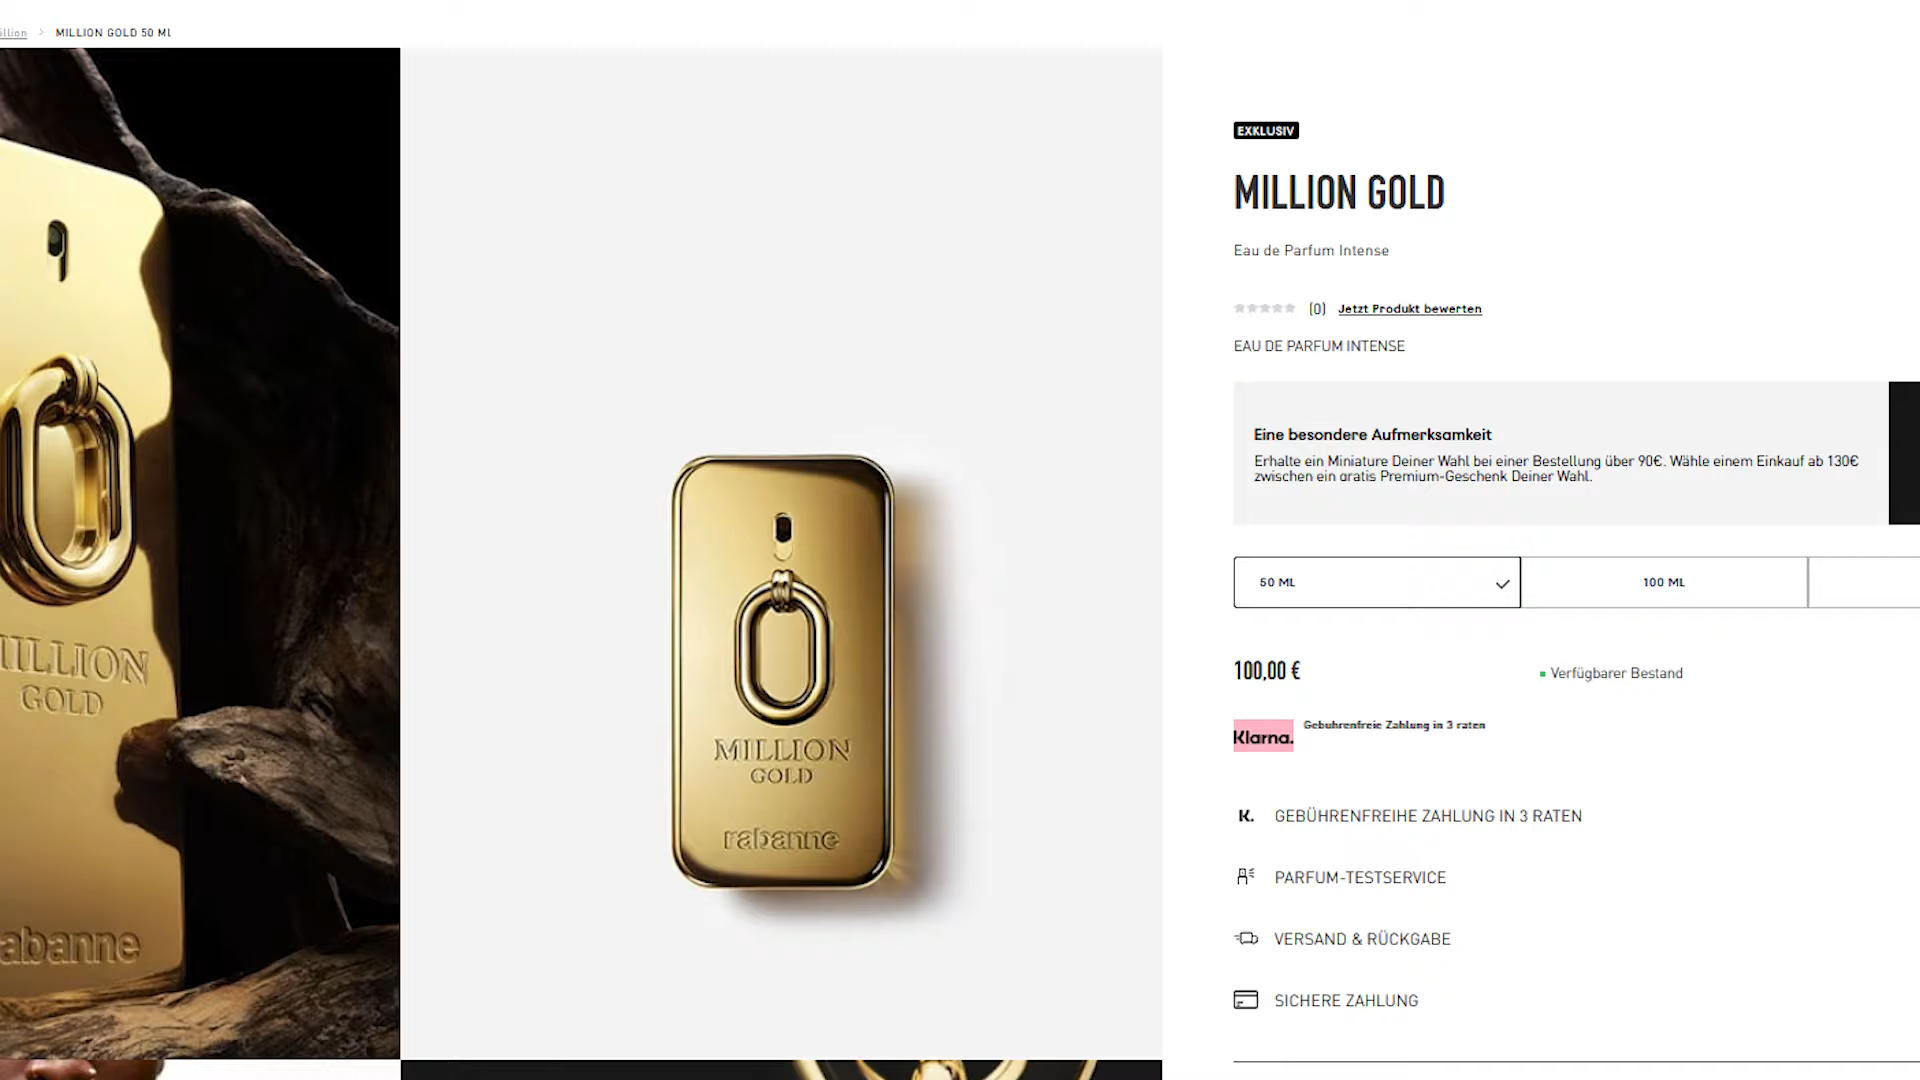 MILLION GOLD 50 Ml
EXKLUSIV
MILLION GOLD
Eau de Parfum Intense
(0) Jetzt Produkt bewerten
EAU DE PARFUM INTENSE
Eine besondere Aufmerksamkeit
Erhalte ein Miniature Deiner Wahl bei einer Bestellung über 90€. Wähle einem Einkauf ab 130€
zwischen ein gratis Premium-Geschenk Deiner Wahl.
50 ML
100 ML
100,00 €
Verfügbarer Bestand
Klarna.
Gebuhrenfreie Zahlung in 3 raten
K. GEBÜHRENFREIHE ZAHLUNG IN 3 RATEN
PARFUM-TESTSERVICE
VERSAND & RÜCKGABE
SICHERE ZAHLUNG
MILLION
GOLD
rabanne
MILLION
GOLD
abanne